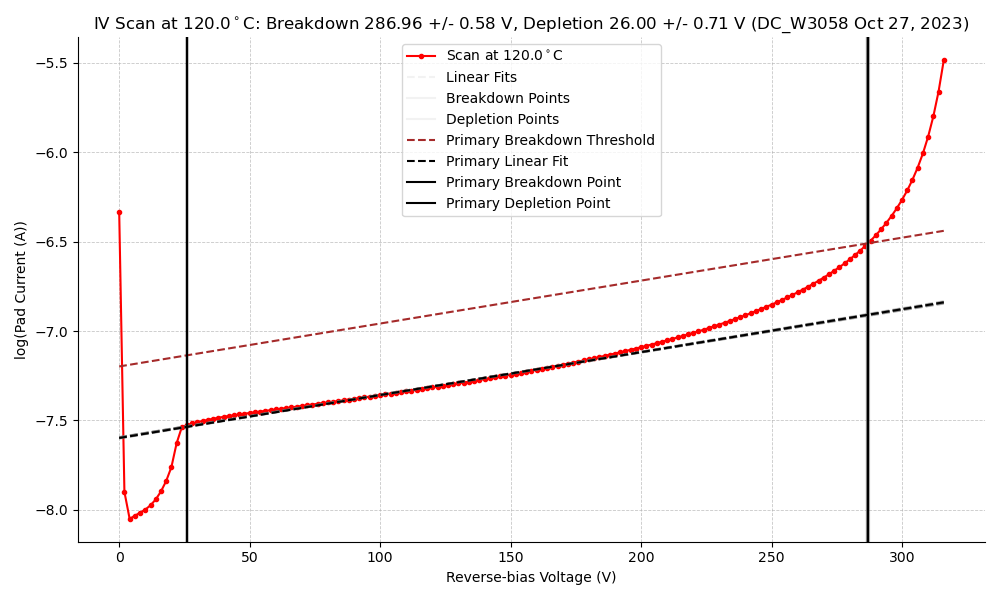 IV Scan at 120.0°C: Breakdown 286.96 +/- 0.58 V, Depletion 26.00 +/- 0.71 V (DC_W3058 Oct 27, 2023)
Scan at 120.0°C
Linear Fits
Breakdown Points
Depletion Points
Primary Breakdown Threshold
Primary Linear Fit
Primary Breakdown Point
Primary Depletion Point
log(Pad Current (A))
−5.5
−6.0
−6.5
−7.0
−7.5
−8.0
0
50
100
150
200
250
300
Reverse-bias Voltage (V)